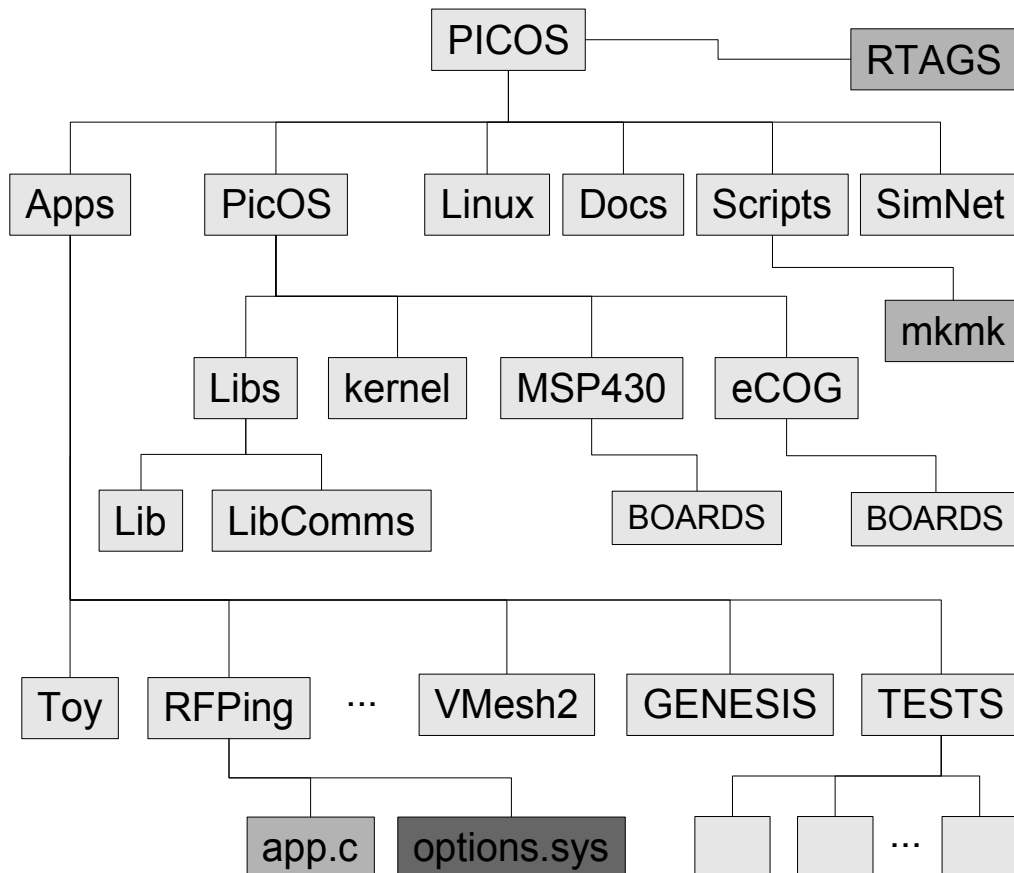 PICOS
RTAGS
Apps
PicOS
Linux
Docs
Scripts
SimNet
mkmk
Libs
kernel
MSP430
eCOG
Lib
LibComms
BOARDS
BOARDS
Toy
RFPing
...
VMesh2
GENESIS
TESTS
app.c
options.sys
...